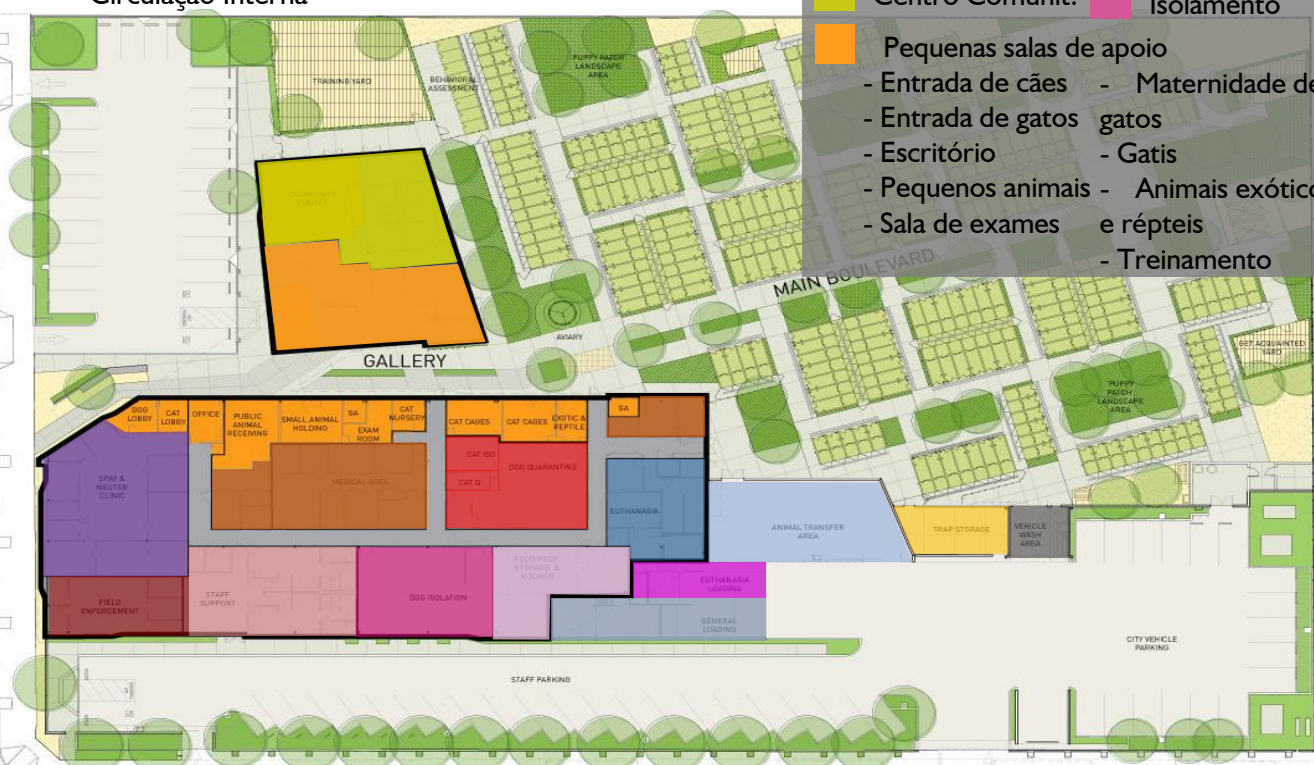 Circulação Interna
Centro Comunit.
Isolamento
Pequenas salas de apoio
- Entrada de cães
- Entrada de gatos
- Escritório
- Pequenos animais
- Sala de exames
- Maternidade de
gatos
- Gatis
- Animais exótico
e répteis
- Treinamento
TRAINING YARD
BEHAVIORAL
ASSESSMENT
PUPPY PATCH
LANDSCAPE
AREA
COMMUNITY
CENTER
MAIN BOULEVARD
AVIARY
GALLERY
GET ACQUAINTED
YARD
PUPPY
PATCH
LANDSCAPE
AREA
DOG
LOBBY
CAT
LOBBY
OFFICE
PUBLIC
ANIMAL
RECEIVING
SMALL ANIMAL
HOLDING
GA
EXAM
ROOM
CAT
NURSERY
CAT CAGES
CAT CAGES
EXOTIC &
REPTILE
GA
SPAY &
NEUTER
CLINIC
MEDICAL AREA
CAT ISO
CAT Q
DOG QUARANTINE
EUTHANASIA
ANIMAL TRANSFER
AREA
TRAP STORAGE
VEHICLE
WASH
AREA
FIELD
ENFORCEMENT
STAFF
SUPPORT
DOG ISOLATION
FOOD PREP,
STORAGE, &
KITCHEN
EUTHANASIA
LOADING
GENERAL
LOADING
CITY VEHICLE
PARKING
STAFF PARKING